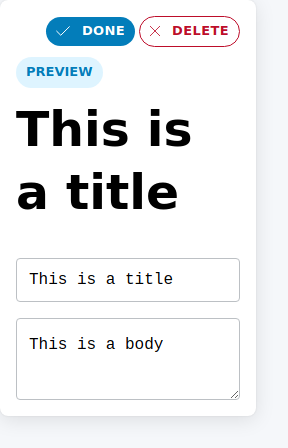 DONE DELETE
PREVIEW
This is
a title
This is a title
This is a body